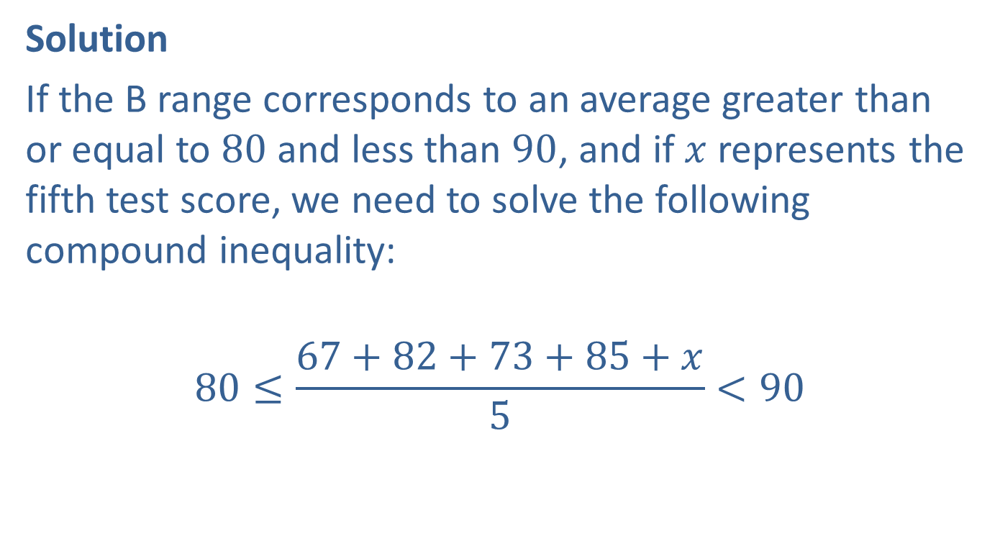 Solution
If the B range corresponds to an average greater than
or equal to 80 and less than 90, and if x represents the
fifth test score, we need to solve the following
compound inequality:
80 ≤ (67 + 82 + 73 + 85 + x)/5 < 90